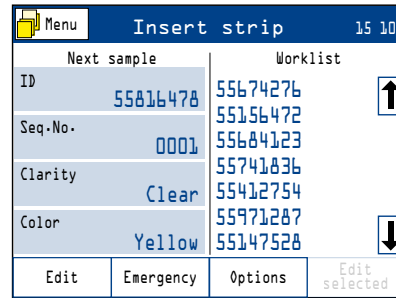 Menu
Insert strip
15 10
Next sample
Worklist
ID
55816478
Seq.No.
0001
Clarity
Clear
Color
Yellow
55674276
55156472
55684123
55741836
55412754
55971287
55147528
Edit
Emergency
Options
Edit
selected